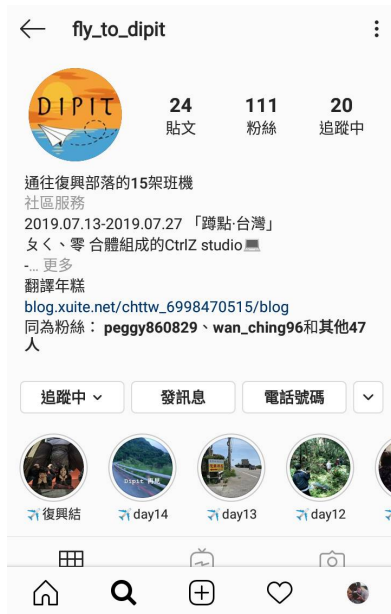 fly_to_dipit
DIPIT
24
貼文
111
粉絲
20
追蹤中
通往復興部落的15架班機
社區服務
2019.07.13-2019.07.27 「蹲點·台灣」
ㄆㄑ、零 合體組成的CtrlZ studio💻
-... 更多
翻譯年糕
blog.xuite.net/chttw_6998470515/blog
同為粉絲： peggy860829、wan_ching96和其他47
人
追蹤中
發訊息
電話號碼
Dipit 再見
✈️復興結
✈️day14
✈️day13
✈️day12